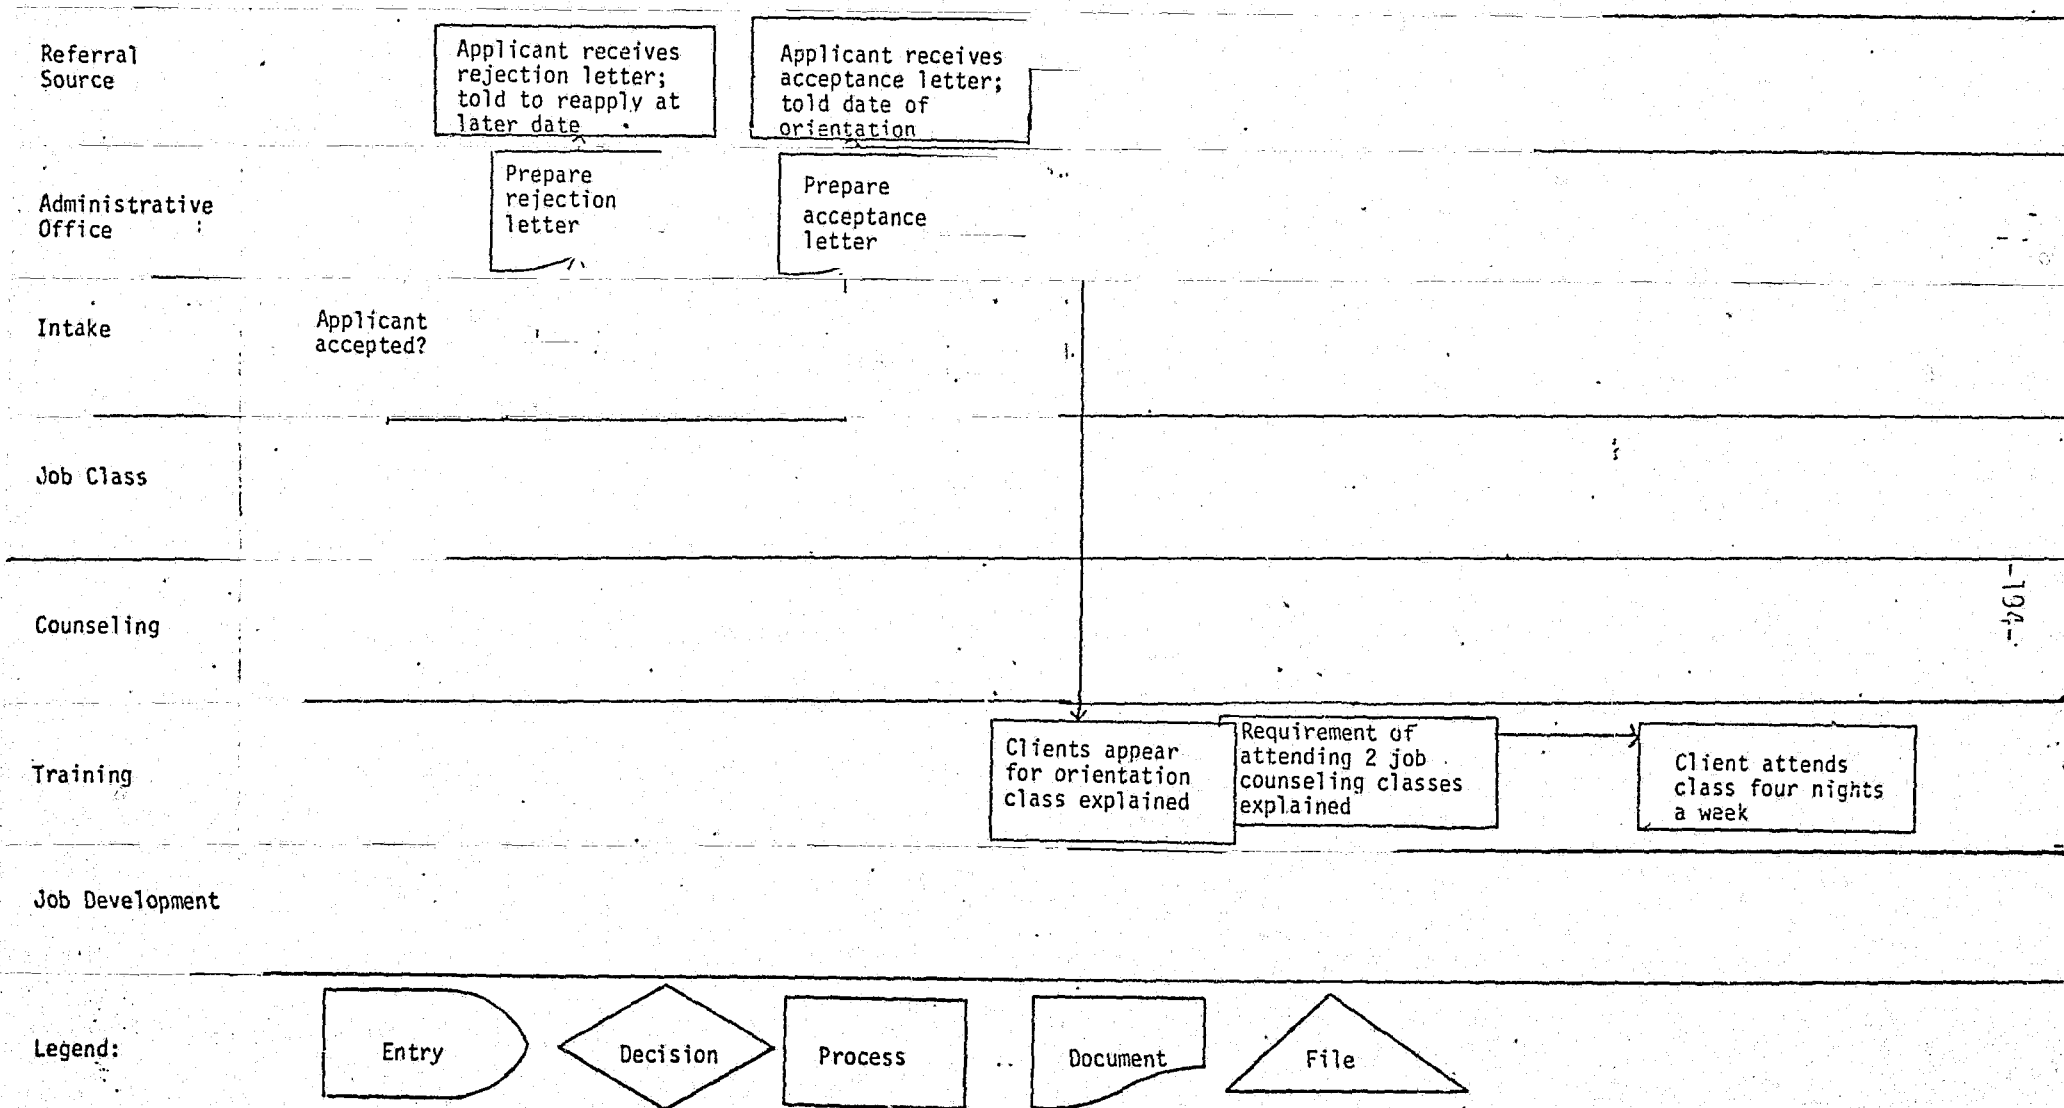 Referral
Source
Applicant receives
rejection letter;
told to reapply at
later date
Applicant receives
acceptance letter;
told date of
orientation
Administrative
Office
Prepare
rejection
letter
Prepare
acceptance
letter
Intake
Applicant
accepted?
Job Class
Counseling
-194-
Training
Clients appear
for orientation
class explained
Requirement of
attending 2 job
counseling classes
explained
Client attends
class four nights
a week
Job Development
Legend:
Entry
Decision
Process
Document
File